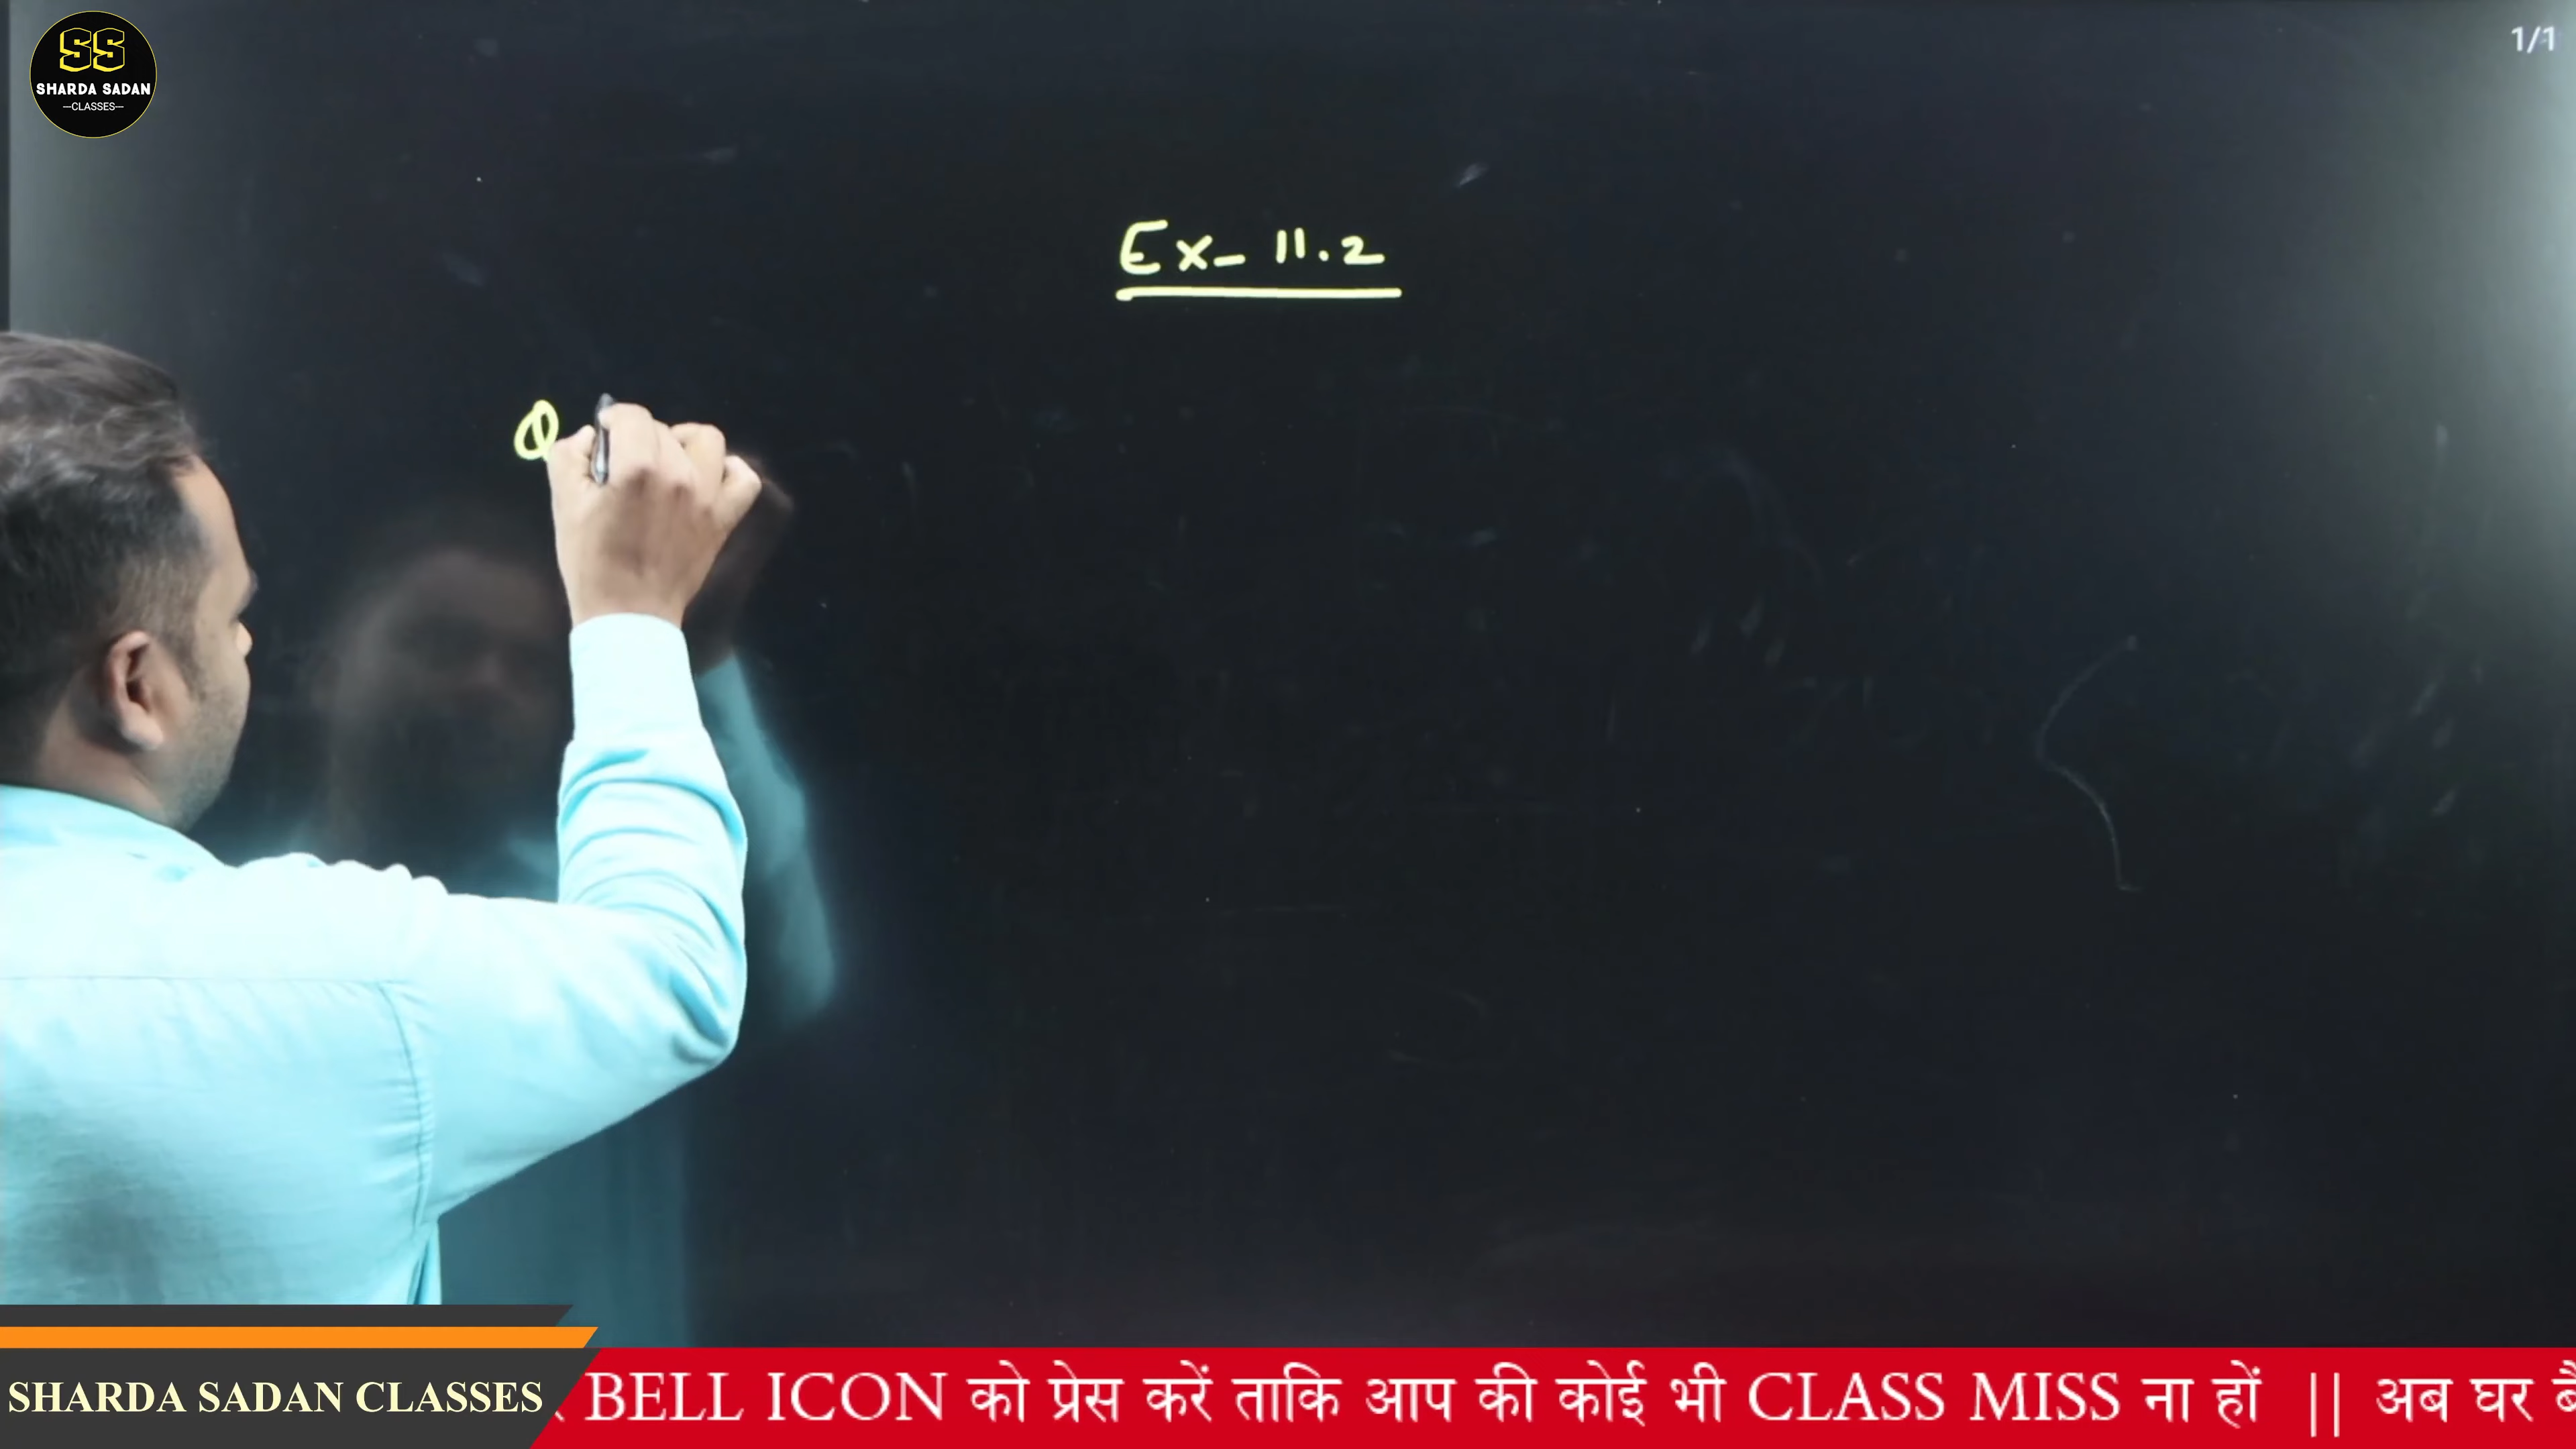 SS
SHARDA SADAN
—CLASSES—
1/1
Ex- 11.2
Q
SHARDA SADAN CLASSES
BELL ICON को प्रेस करें ताकि आप की कोई भी CLASS MISS ना हों || अब घर